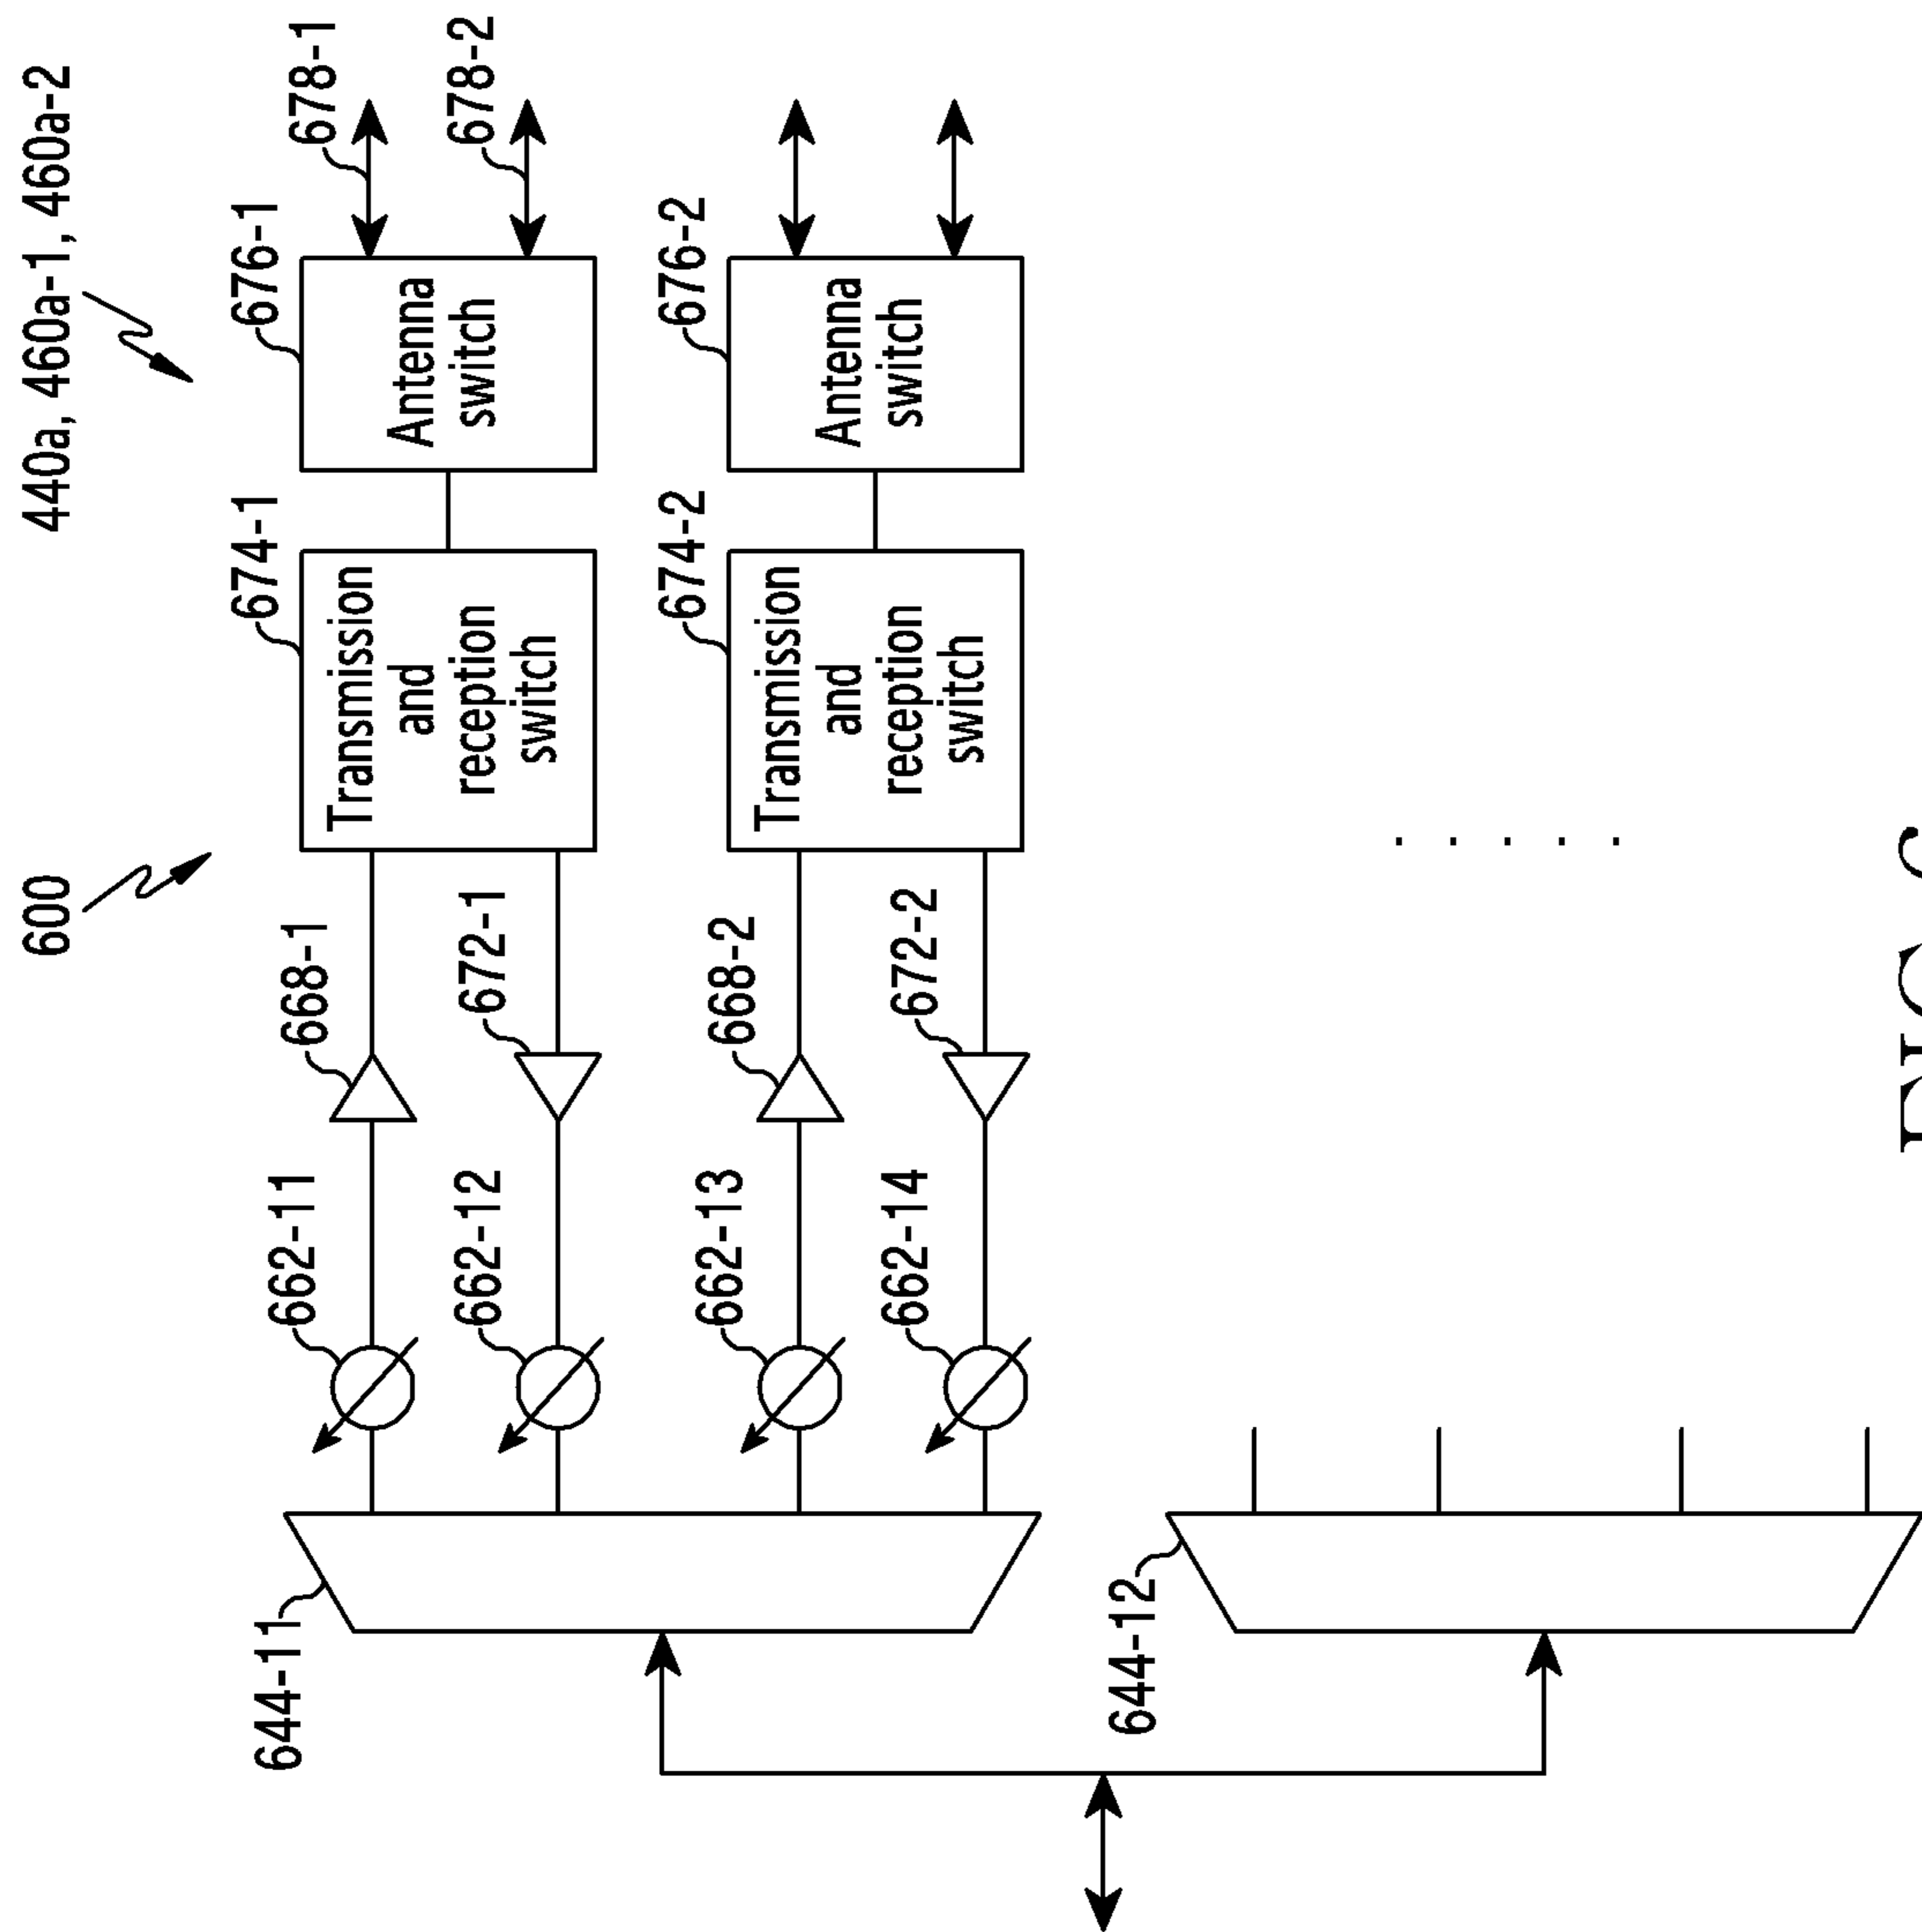 600
440a, 460a-1, 460a-2
644-11
662-11
668-1
674-1
676-1
678-1
662-12
672-1
678-2
Transmission
and
reception
switch
Antenna
switch
662-13
668-2
674-2
676-2
662-14
672-2
Transmission
and
reception
switch
Antenna
switch
644-12
.....